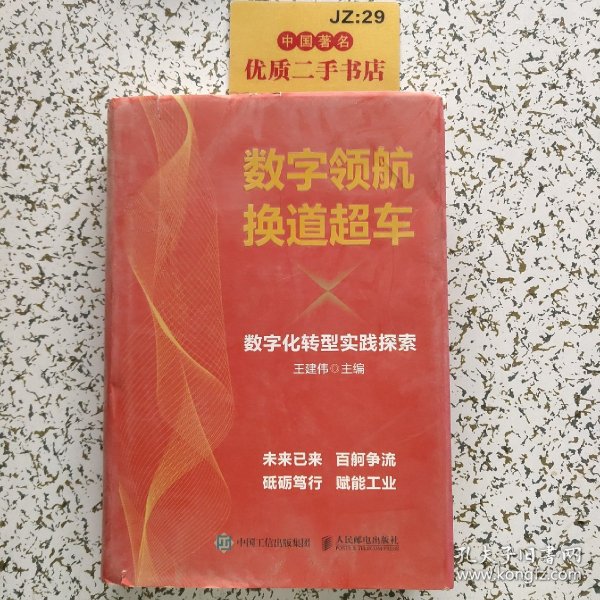 JZ:29
中国著名
优质二手书店
数字领航
换道超车
数字化转型实践探索
王建伟◎主编
未来已来 百舸争流
砥砺笃行 赋能工业
中国工信出版集团 人民邮电出版社
POSTS & TELECOM PRESS
孔夫子旧书网
www.kongfz.com